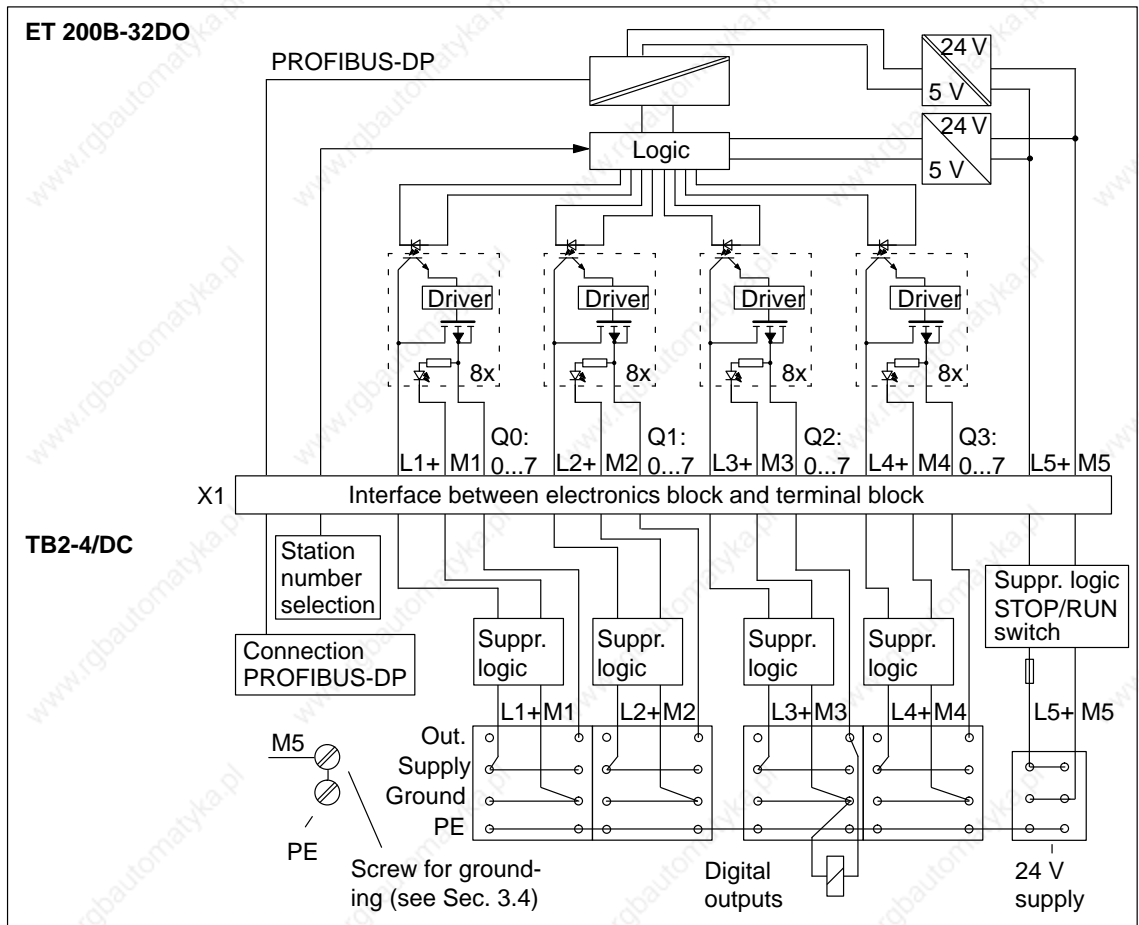 ET 200B-32DO
PROFIBUS-DP
24 V
5 V
24 V
5 V
Logic
Driver
Driver
Driver
Driver
8x
8x
8x
8x
Q0:
Q1:
Q2:
Q3:
L1+ M1 0...7 L2+ M2 0...7 L3+ M3 0...7 L4+ M4 0...7 L5+ M5
X1
Interface between electronics block and terminal block
TB2-4/DC
Station
number
selection
Connection
PROFIBUS-DP
Suppr.
logic
Suppr.
logic
Suppr.
logic
Suppr.
logic
Suppr. logic
STOP/RUN
switch
L1+ M1 L2+ M2 L3+ M3 L4+ M4 L5+ M5
Out.
Supply
Ground
PE
M5
PE
Screw for ground-
ing (see Sec. 3.4)
Digital
outputs
24 V
supply
www.rgbautomatyka.pl